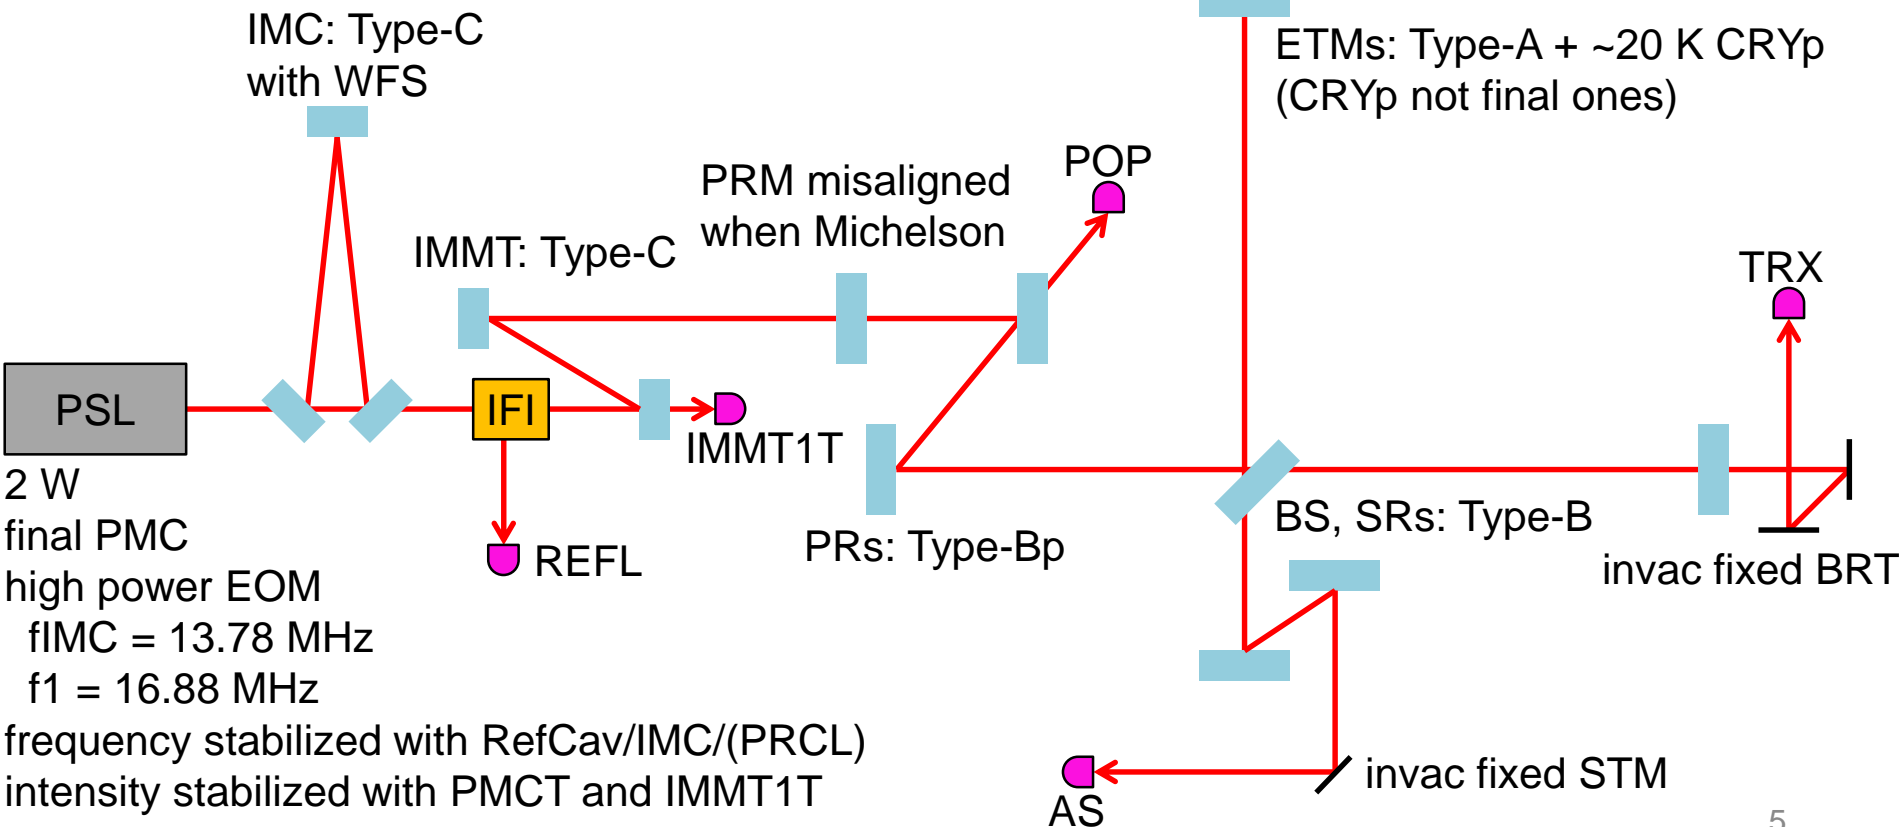 IMC: Type-C
with WFS
ETMs: Type-A + ~20 K CRYp
(CRYp not final ones)
POP
PRM misaligned
when Michelson
IMMT: Type-C
TRX
PSL
IFI
IMMT1T
2 W
final PMC
high power EOM
fIMC = 13.78 MHz
f1 = 16.88 MHz
frequency stabilized with RefCav/IMC/(PRCL)
intensity stabilized with PMCT and IMMT1T
REFL
PRs: Type-Bp
BS, SRs: Type-B
invac fixed BRT
invac fixed STM
AS
5